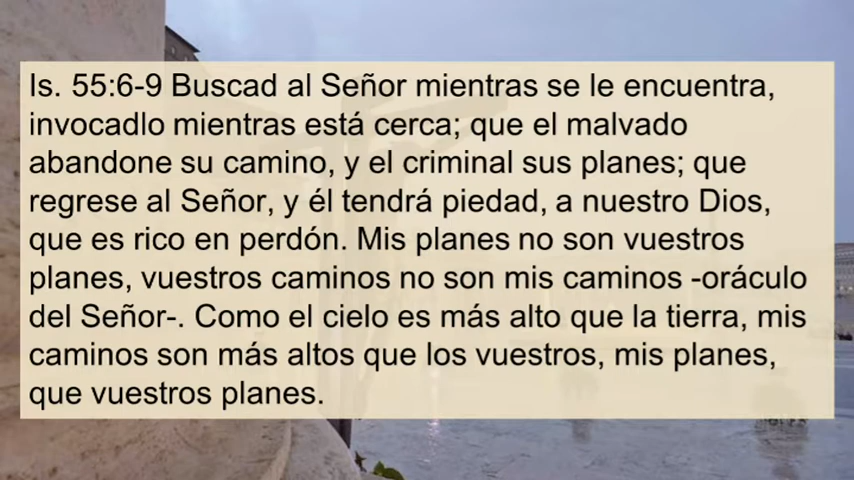 Is. 55:6-9 Buscad al Señor mientras se le encuentra,
invocadlo mientras está cerca; que el malvado
abandone su camino, y el criminal sus planes; que
regrese al Señor, y él tendrá piedad, a nuestro Dios,
que es rico en perdón. Mis planes no son vuestros
planes, vuestros caminos no son mis caminos -oráculo
del Señor-. Como el cielo es más alto que la tierra, mis
caminos son más altos que los vuestros, mis planes,
que vuestros planes.